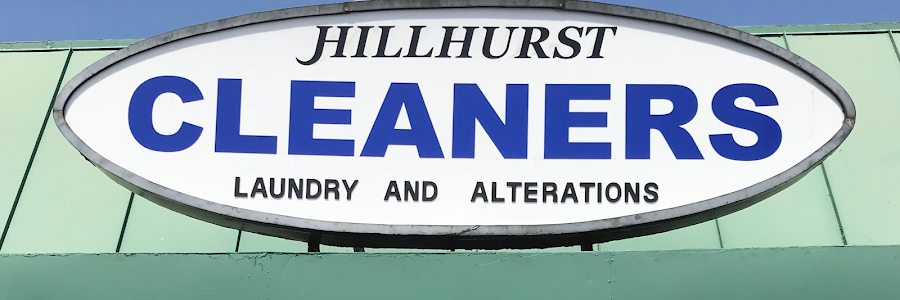 HILLHURST
CLEANERS
LAUNDRY AND ALTERATIONS